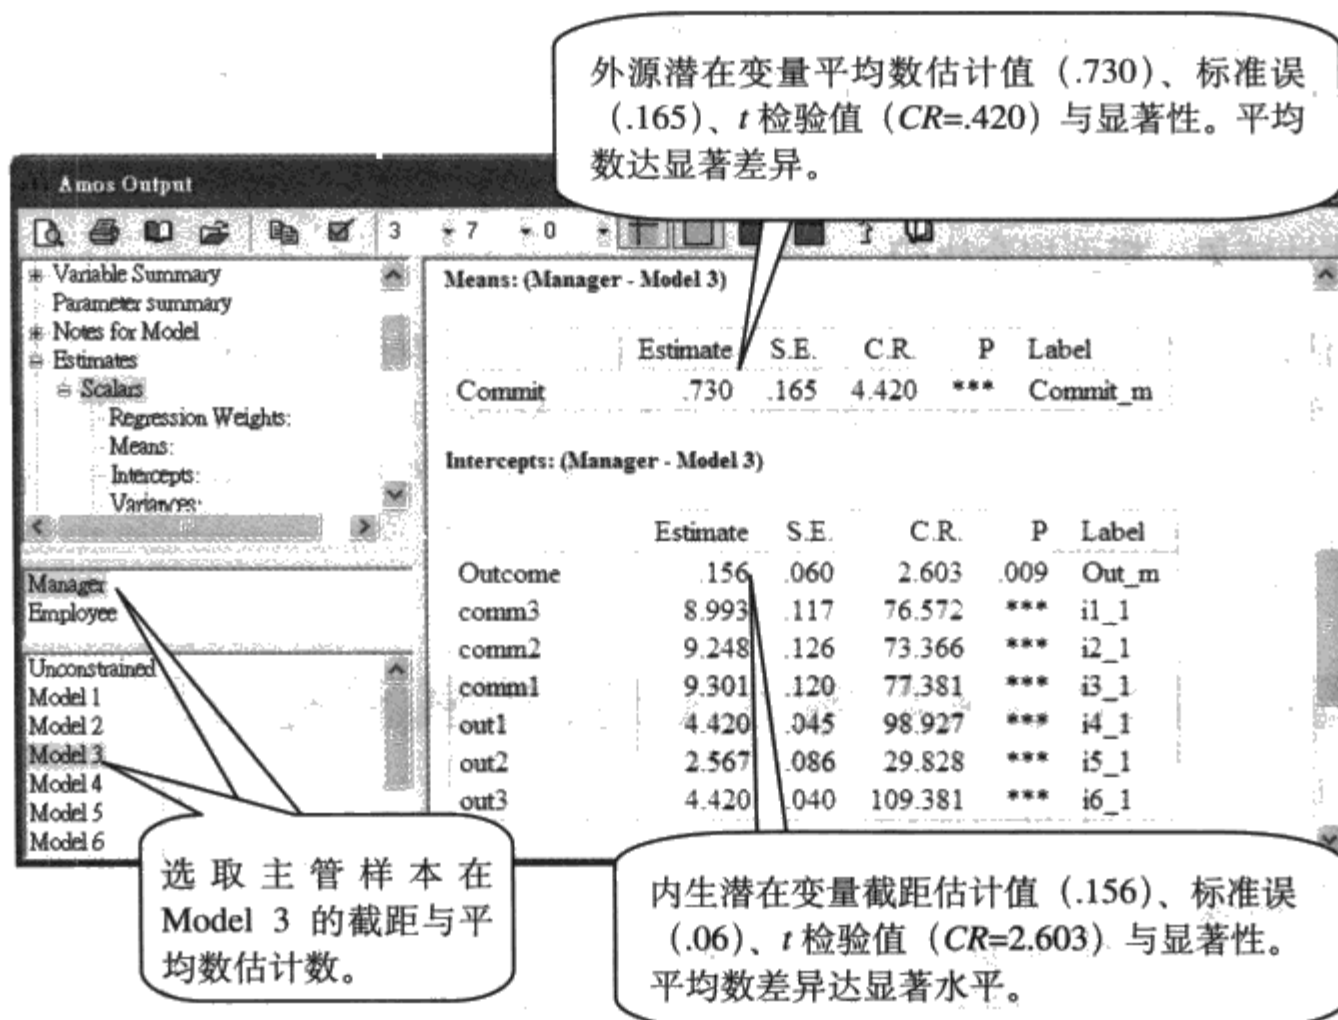 外源潜在变量平均数估计值（.730）、标准误
（.165）、t 检验值（CR=.420）与显著性。平均
数达显著差异。
Amos Output
3 7 0
Variable Summary
Parameter summary
Notes for Model
Estimates
Scalars
Regression Weights:
Means:
Intercepts:
Variances:
Manager
Employee
Unconstrained
Model 1
Model 2
Model 3
Model 4
Model 5
Model 6
Means: (Manager - Model 3)
Estimate S.E. C.R. P Label
Commit .730 .165 4.420 *** Commit_m
Intercepts: (Manager - Model 3)
Estimate S.E. C.R. P Label
Outcome .156 .060 2.603 .009 Out_m
comm3 8.993 .117 76.572 *** i1_1
comm2 9.248 .126 73.366 *** i2_1
comm1 9.301 .120 77.381 *** i3_1
out1 4.420 .045 98.927 *** i4_1
out2 2.567 .086 29.828 *** i5_1
out3 4.420 .040 109.381 *** i6_1
选取主管样本在
Model 3 的截距与平
均数估计数。
内生潜在变量截距估计值（.156）、标准误
（.06）、t 检验值（CR=2.603）与显著性。
平均数差异达显著水平。